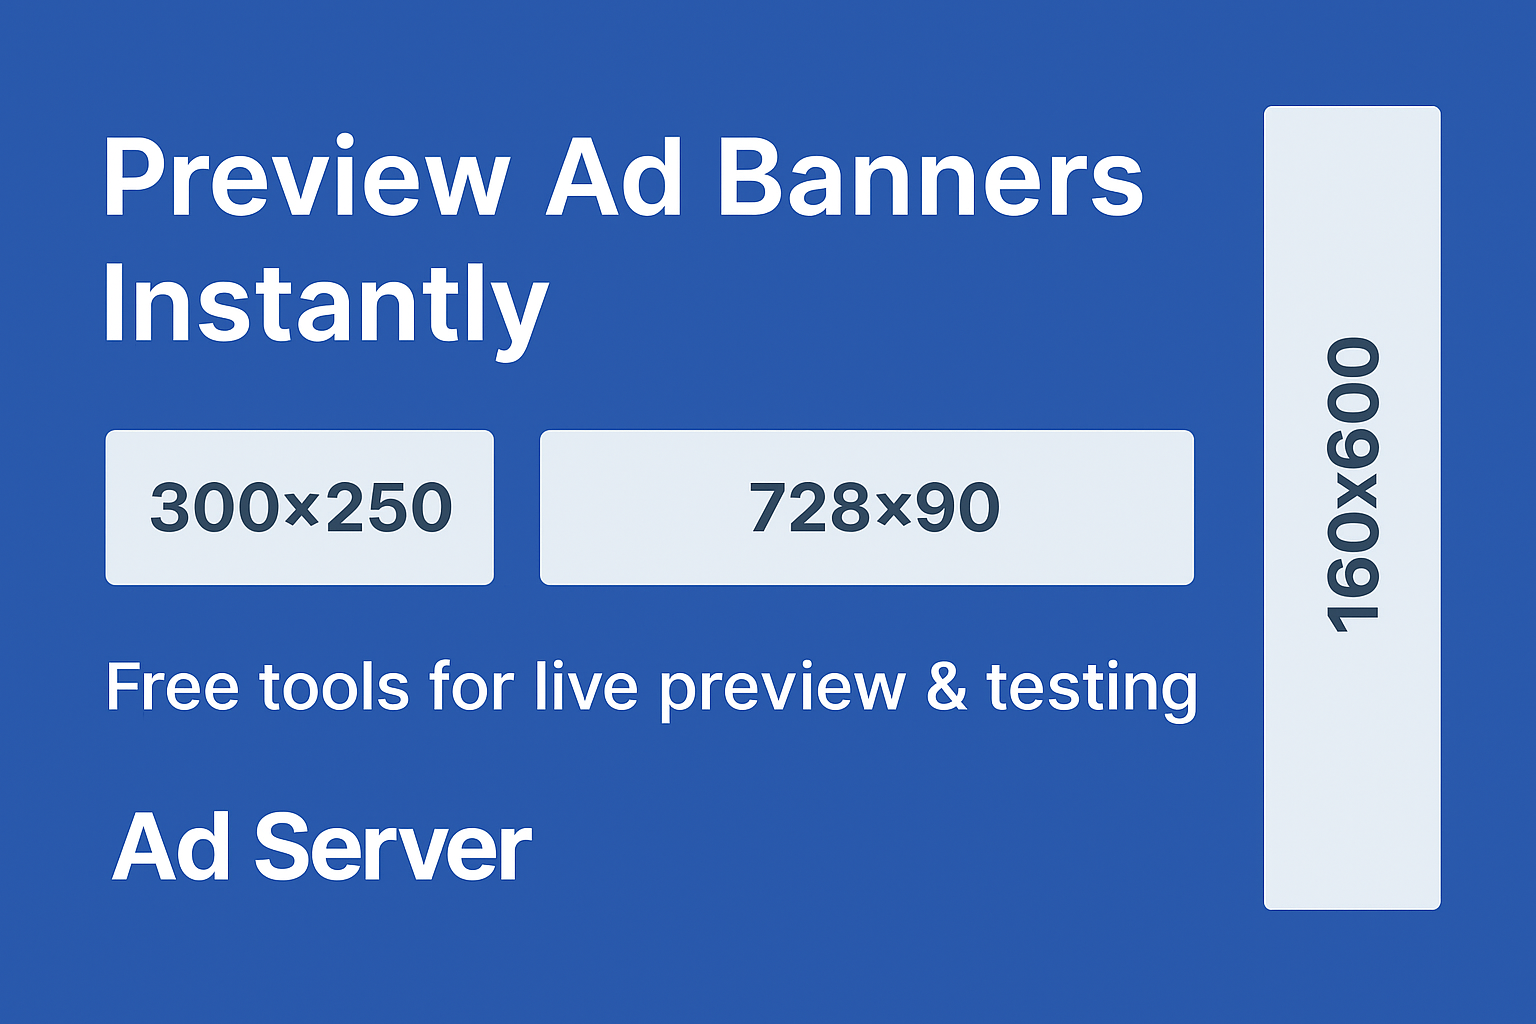 Preview Ad Banners
Instantly
300×250
728×90
160x600
Free tools for live preview & testing
Ad Server